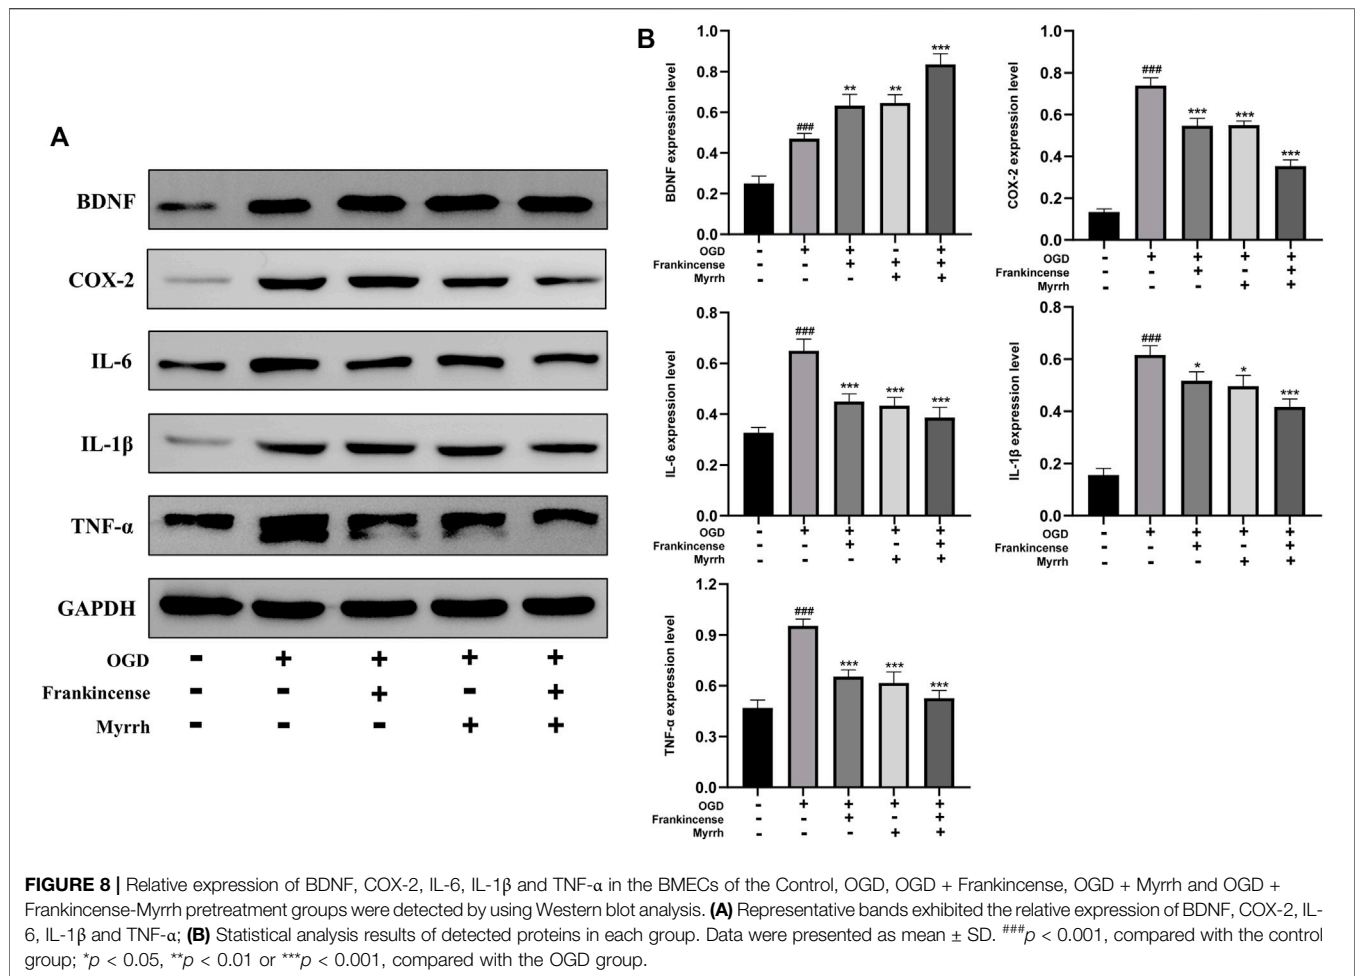 A
BDNF
COX-2
IL-6
IL-1β
TNF-α
GAPDH
OGD - + + + +
Frankincense - - + - +
Myrrh - - - + +
B
BDNF expression level
1.0
0.8
0.6
0.4
0.2
0.0
### ** ** ***
OGD - + + - +
Frankincense - - + + +
Myrrh - - - + +
COX-2 expression level
1.0
0.8
0.6
0.4
0.2
0.0
### *** *** ***
OGD - + + + +
Frankincense - - + - +
Myrrh - - - + +
IL-6 expression level
0.8
0.6
0.4
0.2
0.0
### *** *** ***
OGD - + + + +
Frankincense - - + - +
Myrrh - - - + +
IL-1β expression level
0.8
0.6
0.4
0.2
0.0
### * * ***
OGD - + + + +
Frankincense - - + - +
Myrrh - - - + +
TNF-α expression level
1.2
0.9
0.6
0.3
0.0
### *** *** ***
OGD - + + + +
Frankincense - - + - +
Myrrh - - - + +
FIGURE 8 | Relative expression of BDNF, COX-2, IL-6, IL-1β and TNF-α in the BMECs of the Control, OGD, OGD + Frankincense, OGD + Myrrh and OGD +
Frankincense-Myrrh pretreatment groups were detected by using Western blot analysis. (A) Representative bands exhibited the relative expression of BDNF, COX-2, IL-
6, IL-1β and TNF-α; (B) Statistical analysis results of detected proteins in each group. Data were presented as mean ± SD. ###p < 0.001, compared with the control
group; *p < 0.05, **p < 0.01 or ***p < 0.001, compared with the OGD group.